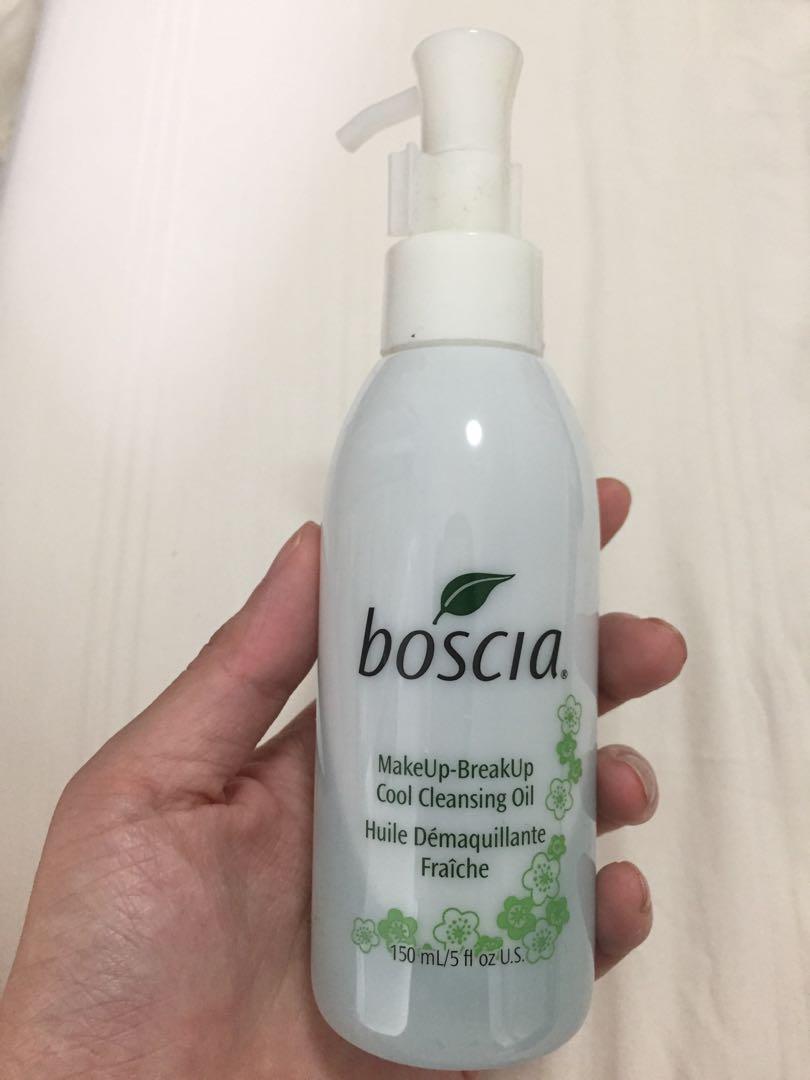 boscia®
MakeUp-BreakUp
Cool Cleansing Oil
Huile Démaquillante
Fraîche
150 mL/5 fl oz U.S.